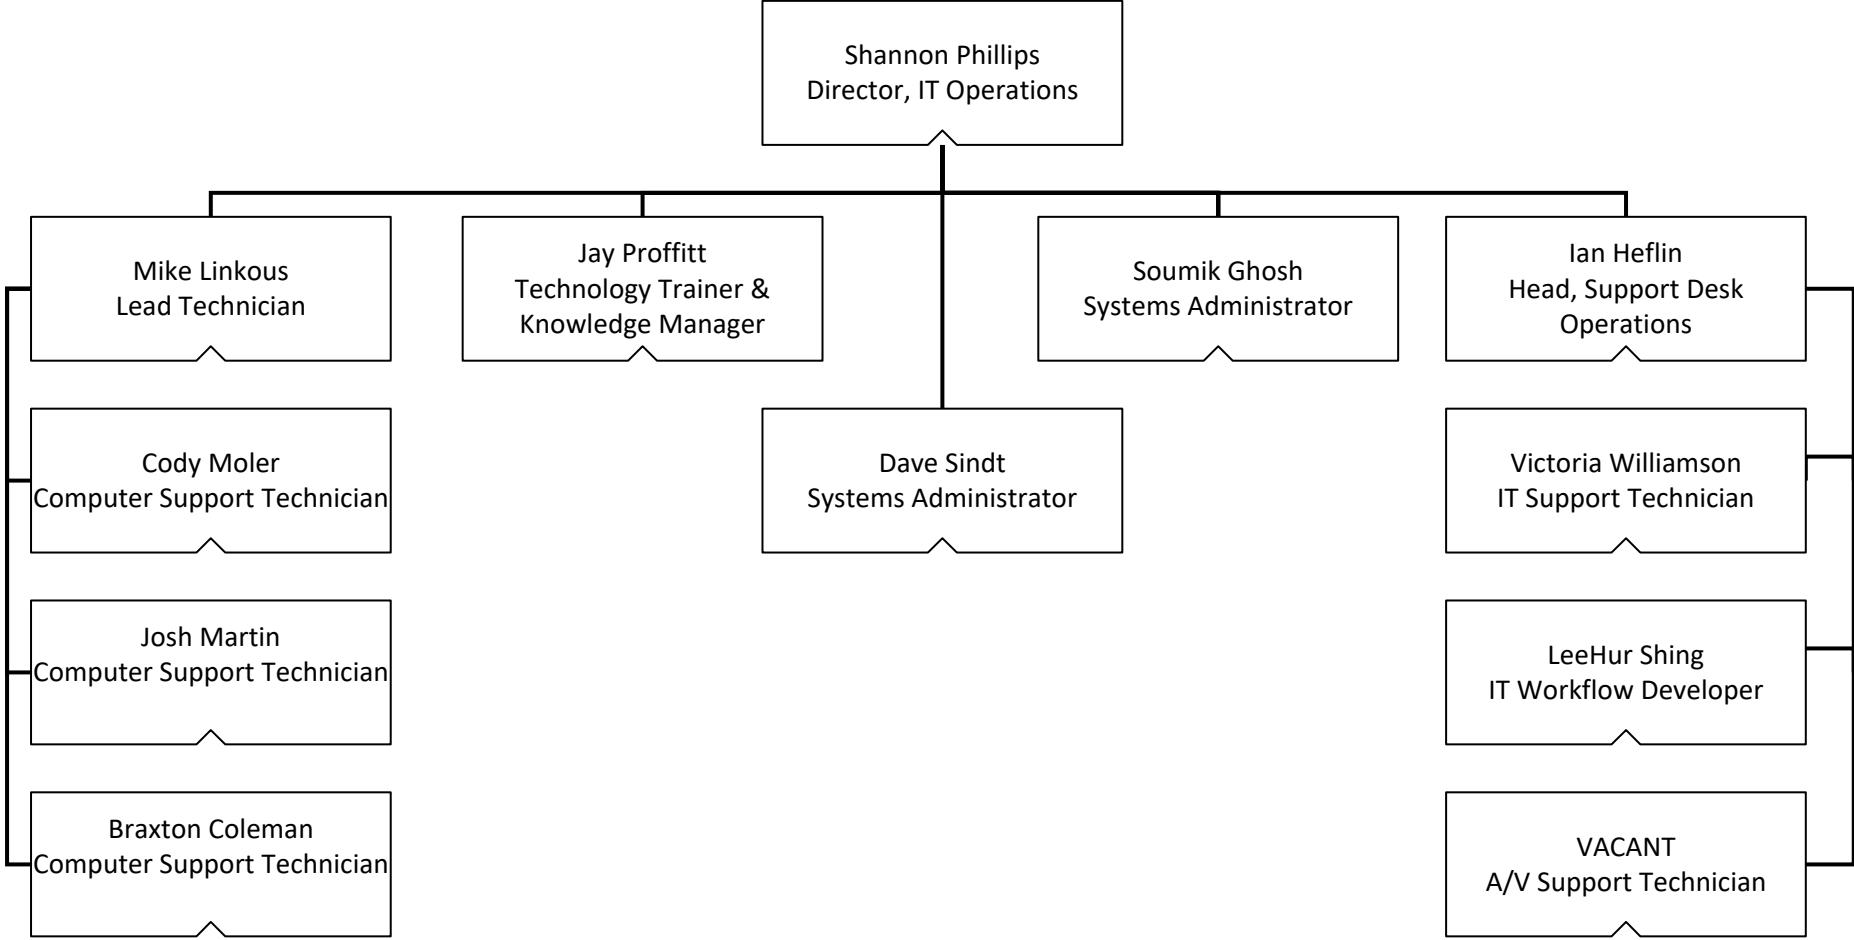 Shannon Phillips
Director, IT Operations
Mike Linkous
Lead Technician
Jay Proffitt
Technology Trainer &
Knowledge Manager
Soumik Ghosh
Systems Administrator
Ian Heflin
Head, Support Desk
Operations
Cody Moler
Computer Support Technician
Dave Sindt
Systems Administrator
Victoria Williamson
IT Support Technician
Josh Martin
Computer Support Technician
LeeHur Shing
IT Workflow Developer
Braxton Coleman
Computer Support Technician
VACANT
A/V Support Technician